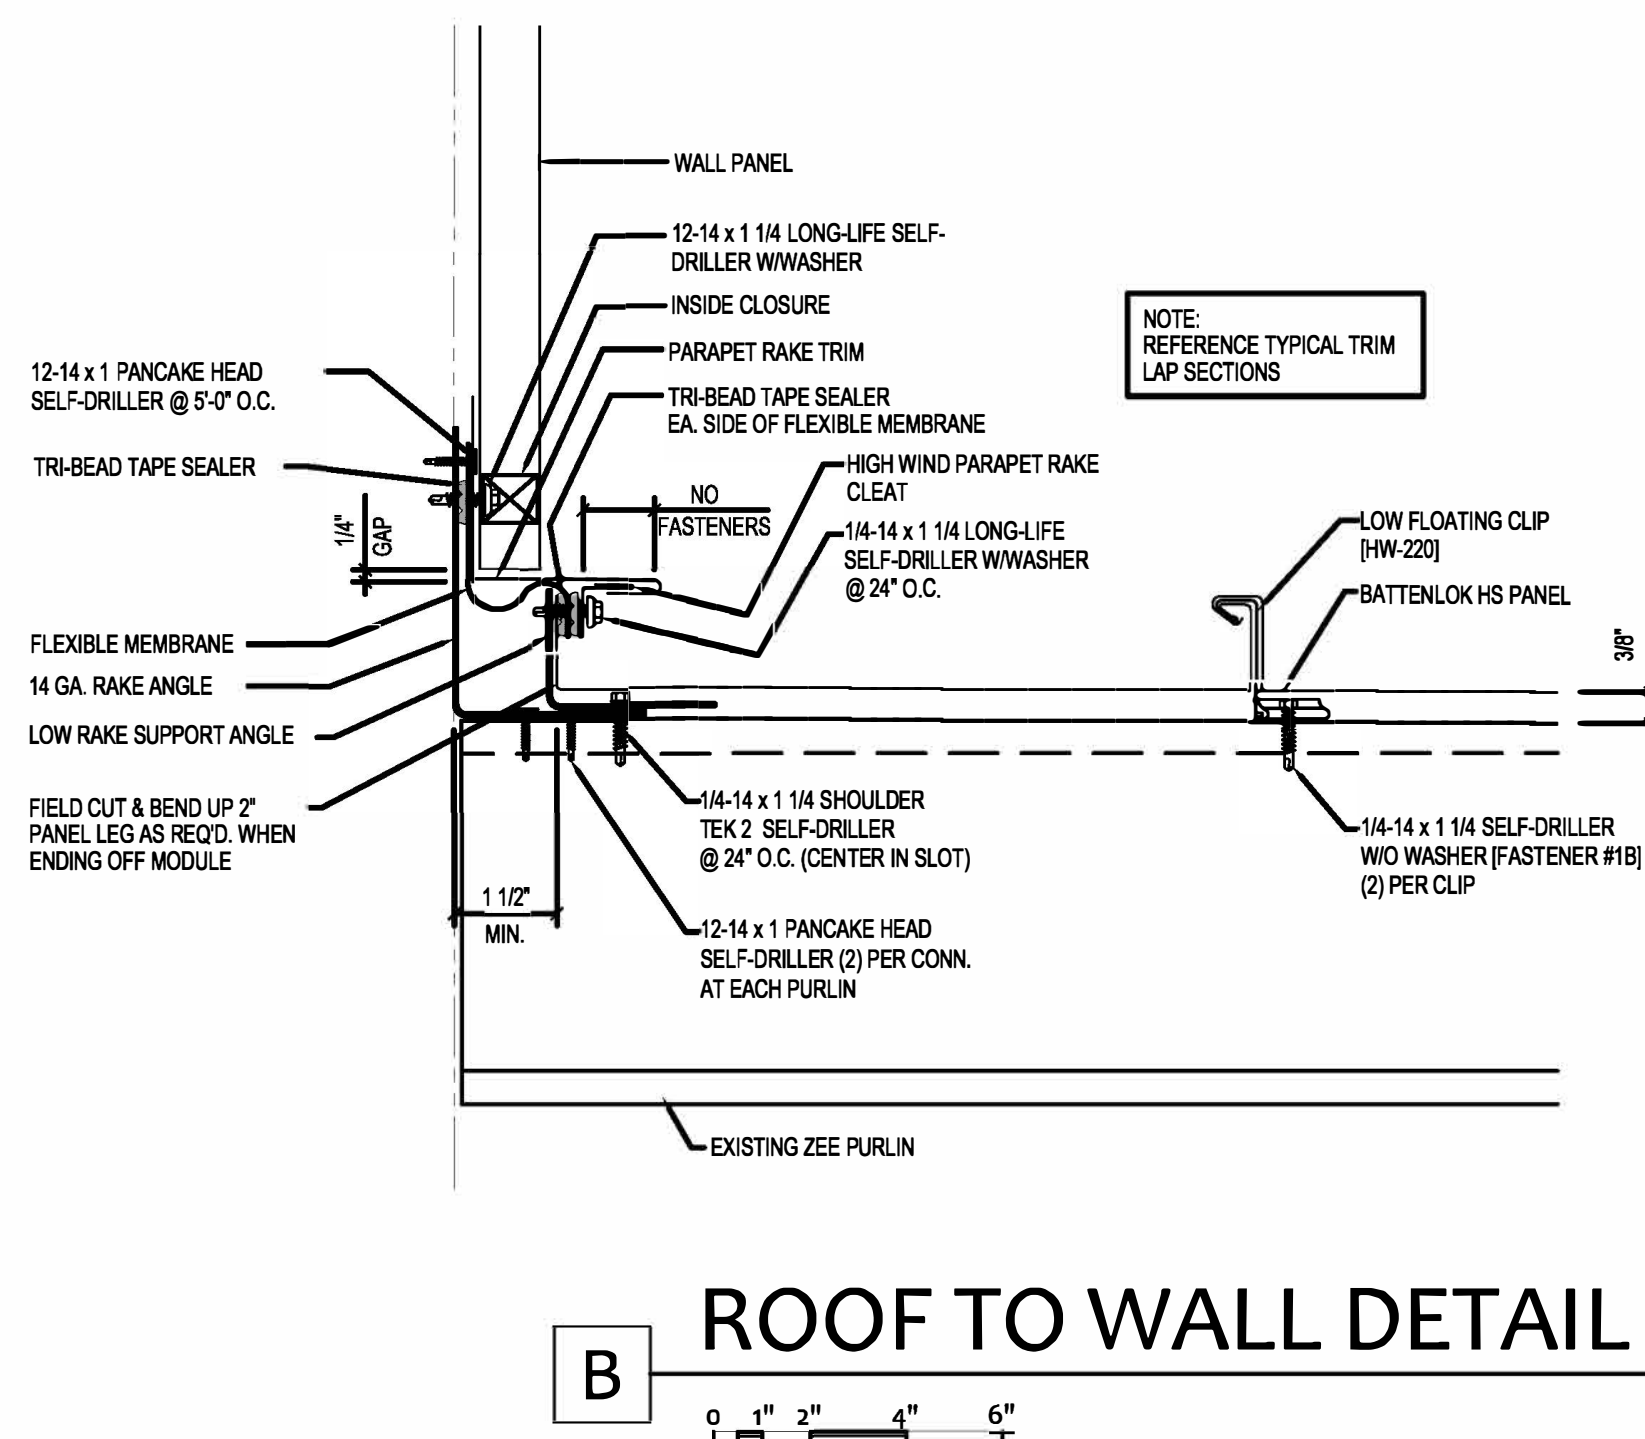 WALL PANEL
12-14 x 1 1/4 LONG-LIFE SELF-
DRILLER W/WASHER
INSIDE CLOSURE
PARAPET RAKE TRIM
TRI-BEAD TAPE SEALER
EA. SIDE OF FLEXIBLE MEMBRANE
NOTE:
REFERENCE TYPICAL TRIM
LAP SECTIONS
12-14 x 1 PANCAKE HEAD
SELF-DRILLER @ 5'-0" O.C.
TRI-BEAD TAPE SEALER
1/4"
GAP
NO
FASTENERS
HIGH WIND PARAPET RAKE
CLEAT
1/4-14 x 1 1/4 LONG-LIFE
SELF-DRILLER W/WASHER
@ 24" O.C.
LOW FLOATING CLIP
[HW-220]
BATTENLOK HS PANEL
3/8"
FLEXIBLE MEMBRANE
14 GA. RAKE ANGLE
LOW RAKE SUPPORT ANGLE
FIELD CUT & BEND UP 2"
PANEL LEG AS REQ'D. WHEN
ENDING OFF MODULE
1/4-14 x 1 1/4 SHOULDER
TEK 2 SELF-DRILLER
@ 24" O.C. (CENTER IN SLOT)
1/4-14 x 1 1/4 SELF-DRILLER
W/O WASHER [FASTENER #1B]
(2) PER CLIP
1 1/2"
MIN.
12-14 x 1 PANCAKE HEAD
SELF-DRILLER (2) PER CONN.
AT EACH PURLIN
EXISTING ZEE PURLIN
B
ROOF TO WALL DETAIL
0 1" 2" 4" 6"